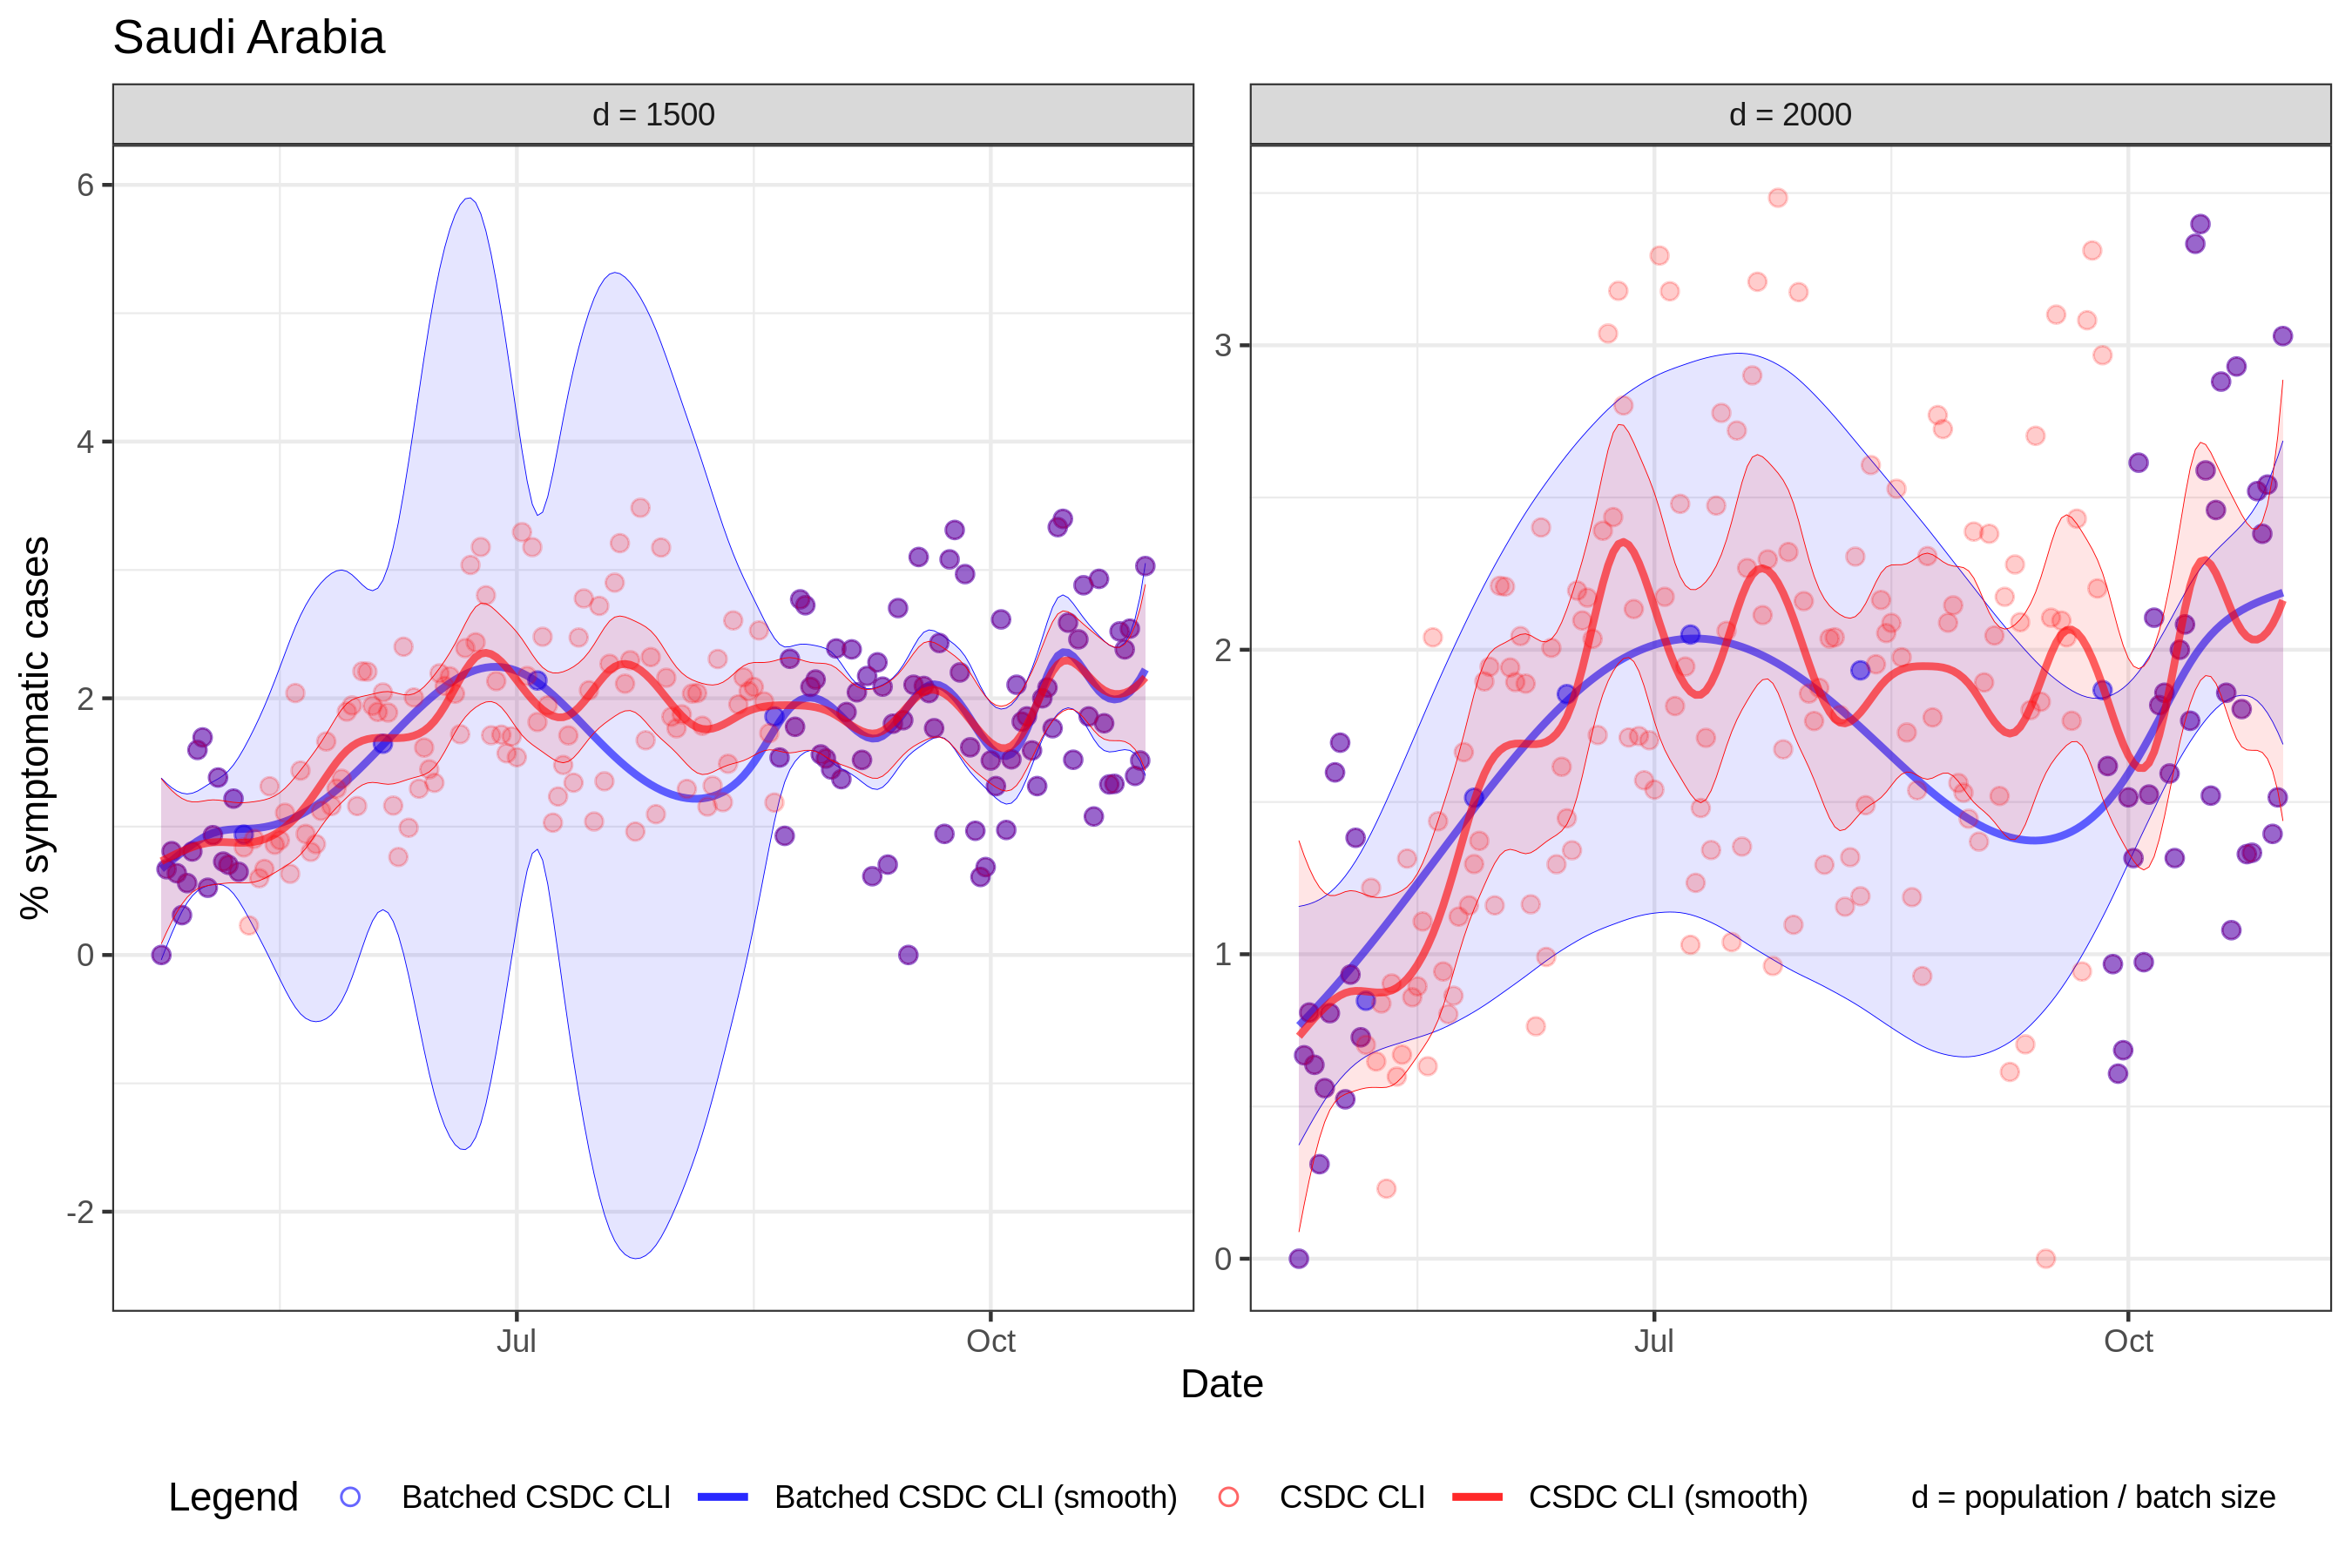 Saudi Arabia
d = 1500
d = 2000
% symptomatic cases
6
4
2
0
-2
3
2
1
0
Jul
Oct
Jul
Oct
Date
Legend
Batched CSDC CLI
Batched CSDC CLI (smooth)
CSDC CLI
CSDC CLI (smooth)
d = population / batch size